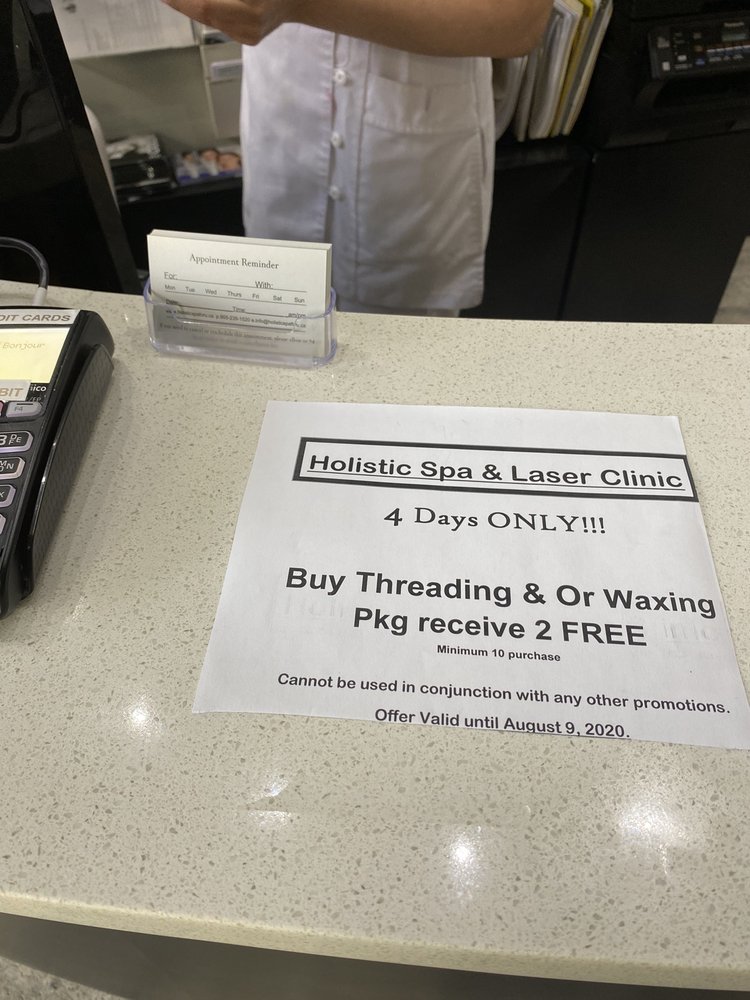 Appointment Reminder
For: With:
Mon Tue Wed Thurs Fri Sat Sun
Date: Time: am/pm
DIT CARDS
Bonjour
BIT
F4
Holistic Spa & Laser Clinic
4 Days ONLY!!!
Buy Threading & Or Waxing
Pkg receive 2 FREE
Minimum 10 purchase
Cannot be used in conjunction with any other promotions.
Offer Valid until August 9, 2020.